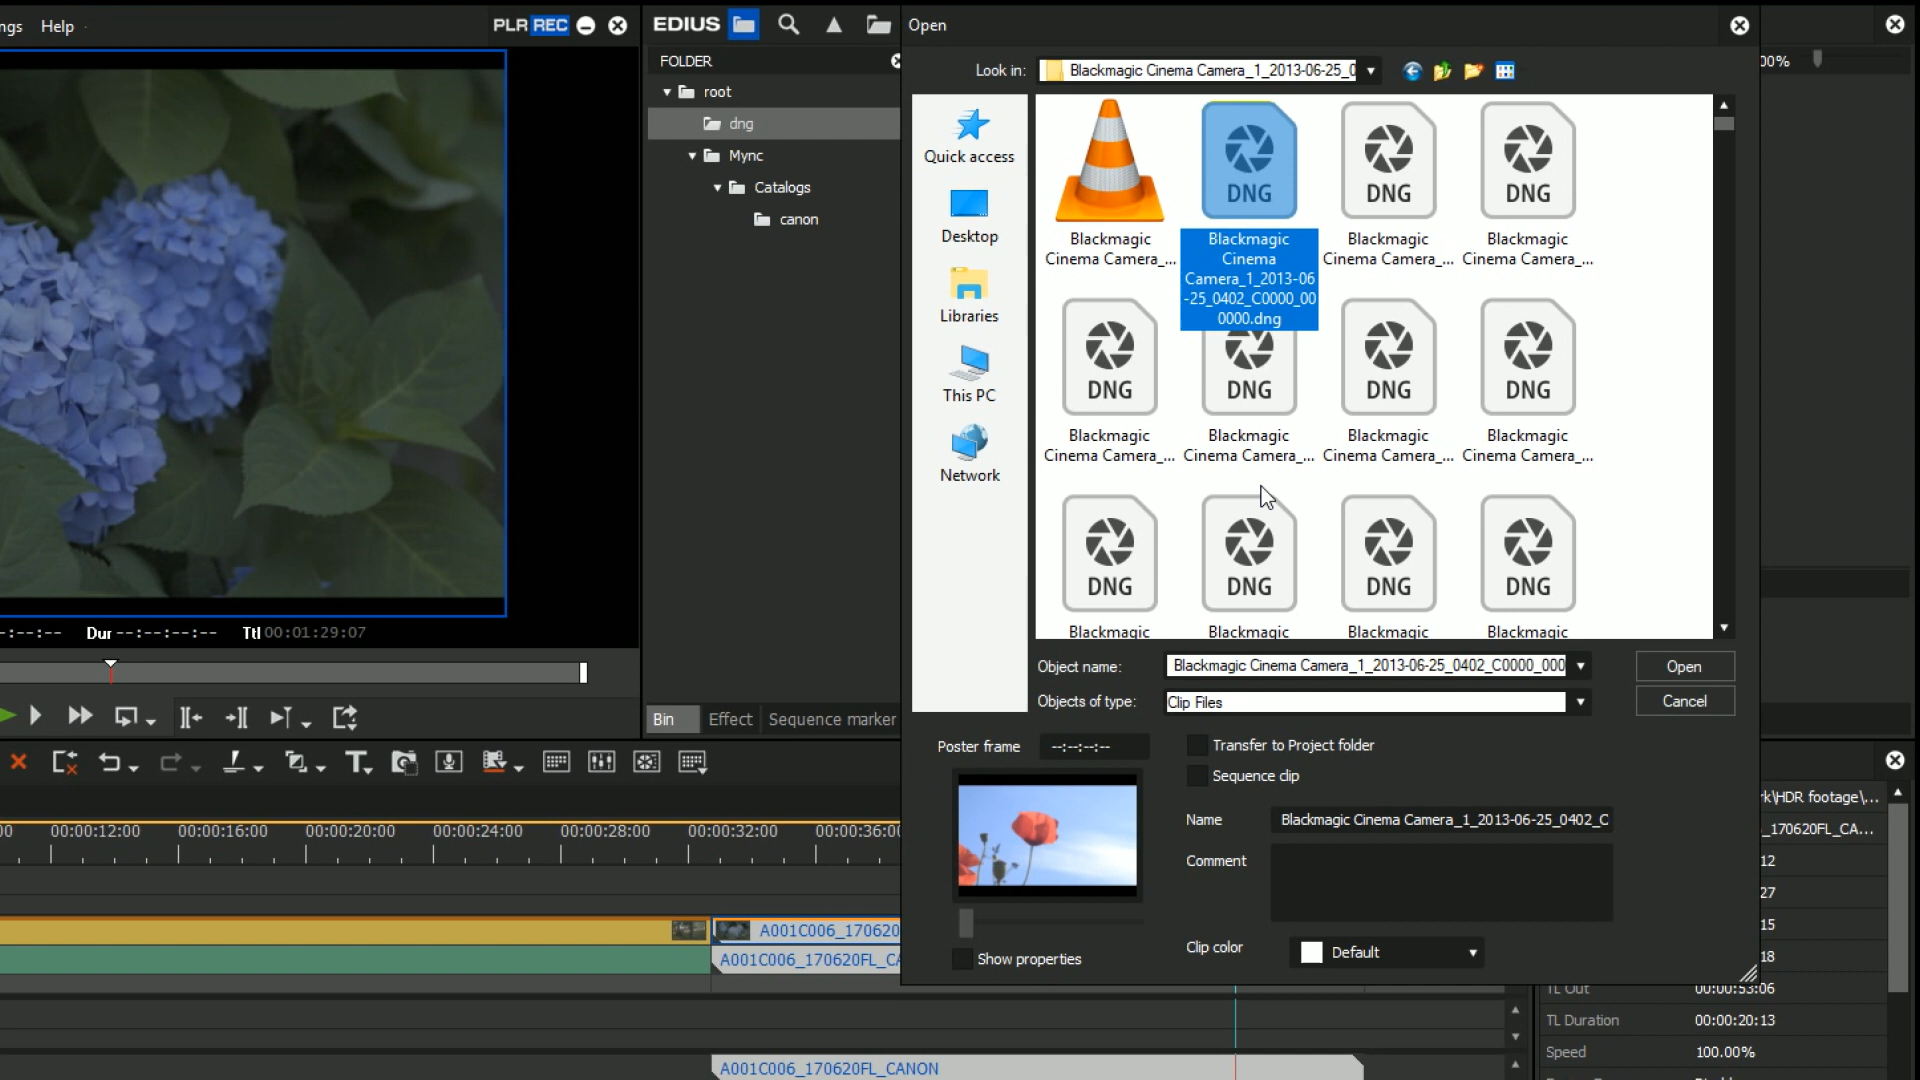 ngs Help PLR REC
EDIUS
Open
FOLDER
root
dng
Mync
Catalogs
canon
Look in: Blackmagic Cinema Camera_1_2013-06-25_0
00%
Quick access
Desktop
Libraries
This PC
Network
DNG DNG DNG
Blackmagic Cinema Camera_...
Blackmagic Cinema Camera_1_2013-06-25_0402_C0000_000000.dng
Blackmagic Cinema Camera_...
Blackmagic Cinema Camera_...
DNG DNG DNG DNG
Blackmagic Cinema Camera_...
Blackmagic Cinema Camera_...
Blackmagic Cinema Camera_...
Blackmagic Cinema Camera_...
DNG DNG DNG DNG
Blackmagic Blackmagic Blackmagic Blackmagic
-:--:-- Dur --:--:--:-- Ttl 00:01:29:07
Object name: Blackmagic Cinema Camera_1_2013-06-25_0402_C0000_000
Open
Objects of type: Clip Files
Cancel
Bin Effect Sequence marker
Poster frame --:--:--:--
Transfer to Project folder
Sequence clip
Name Blackmagic Cinema Camera_1_2013-06-25_0402_C
Comment
Clip color Default
Show properties
00 00:00:12:00 00:00:16:00 00:00:20:00 00:00:24:00 00:00:28:00 00:00:32:00 00:00:36:00
rk\HDR footage\...
_170620FL_CA...
12
27
15
18
A001C006_170620
A001C006_170620FL_CA
TL Out 00:00:53:06
TL Duration 00:00:20:13
Speed 100.00%
A001C006_170620FL_CANON